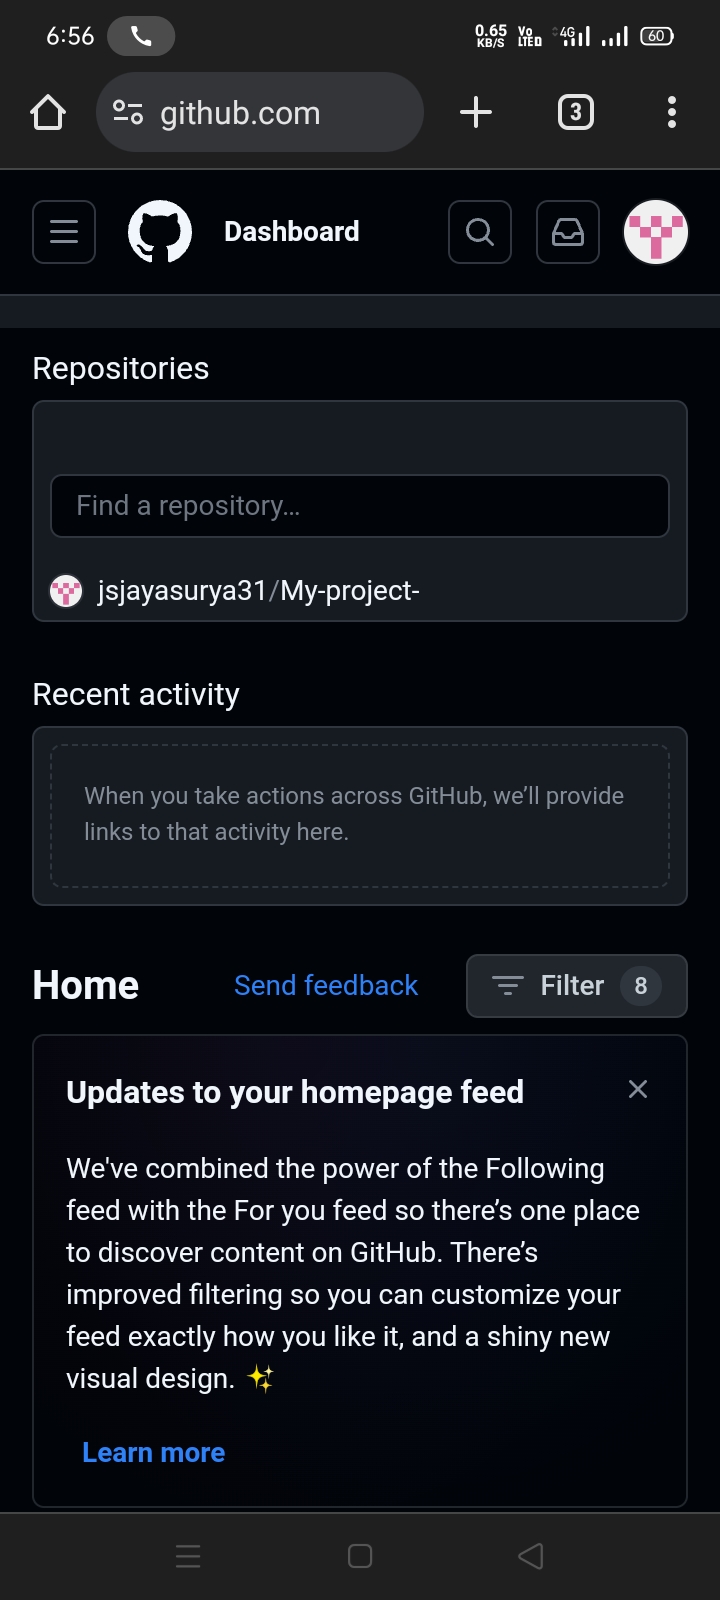 6:56
0.65 KB/S Vo LTE D 4G 60
github.com
3
Dashboard
Repositories
Find a repository…
jsjayasurya31/My-project-
Recent activity
When you take actions across GitHub, we’ll provide
links to that activity here.
Home Send feedback Filter 8
Updates to your homepage feed
We've combined the power of the Following
feed with the For you feed so there’s one place
to discover content on GitHub. There’s
improved filtering so you can customize your
feed exactly how you like it, and a shiny new
visual design. ✨
Learn more